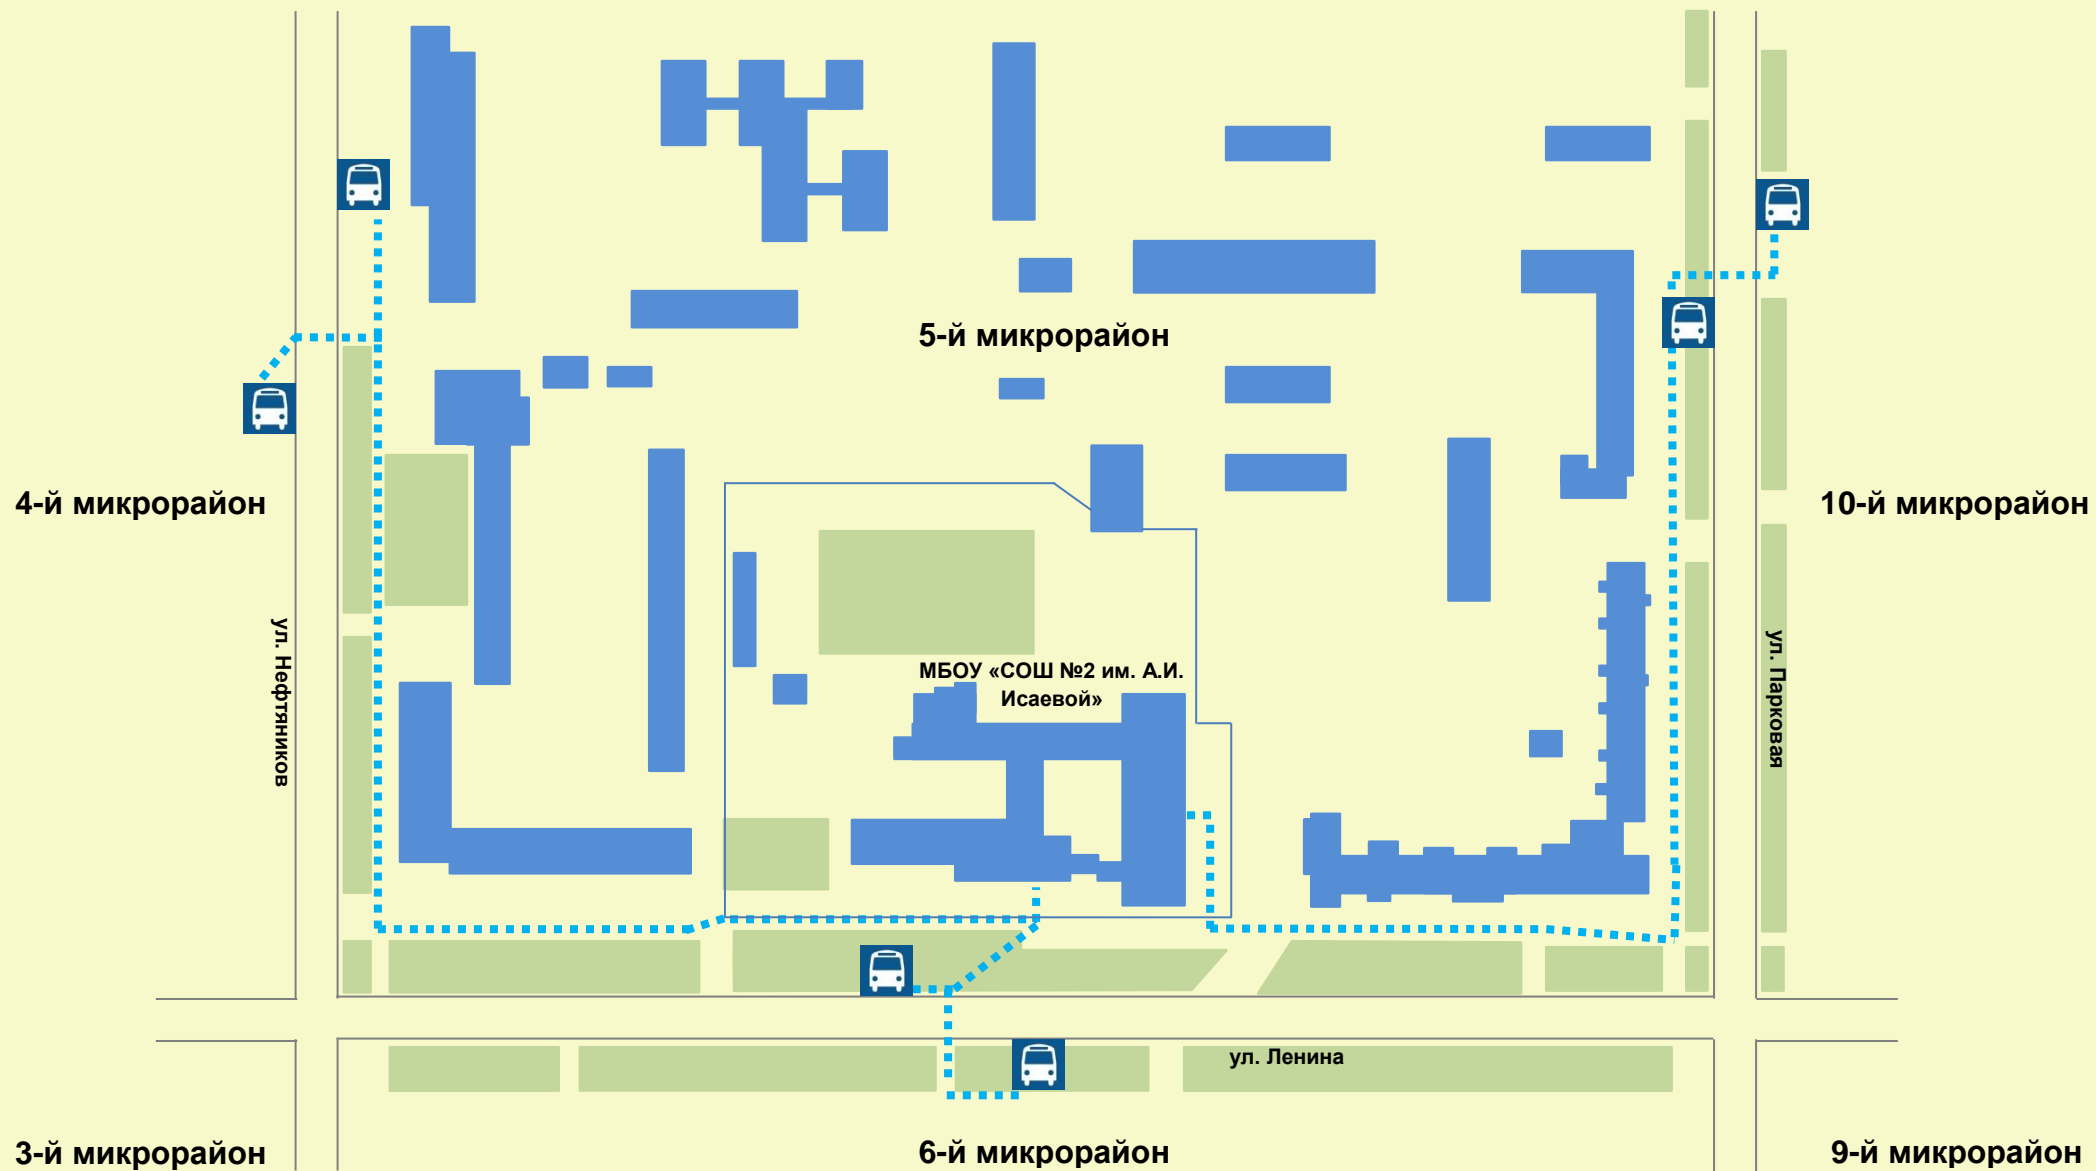 5-й микрорайон
4-й микрорайон
10-й микрорайон
ул. Нефтяников
МБОУ «СОШ №2 им. А.И.
Исаевой»
ул. Парковая
ул. Ленина
3-й микрорайон
6-й микрорайон
9-й микрорайон